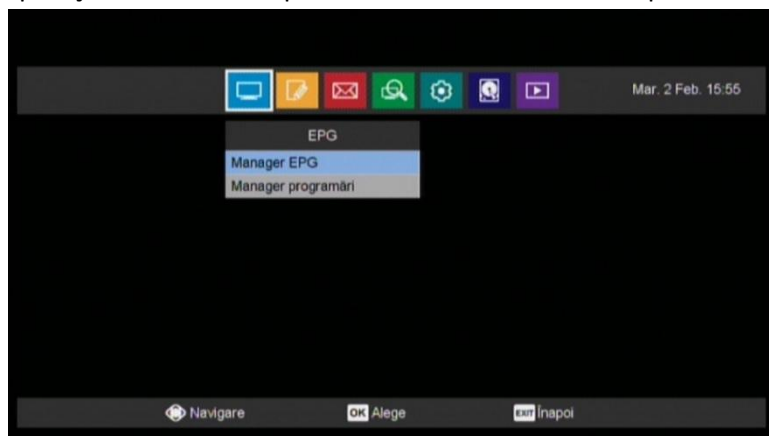 Mar. 2 Feb. 15:55
EPG
Manager EPG
Manager programări
Navigare
OK Alege
EXIT Înapoi